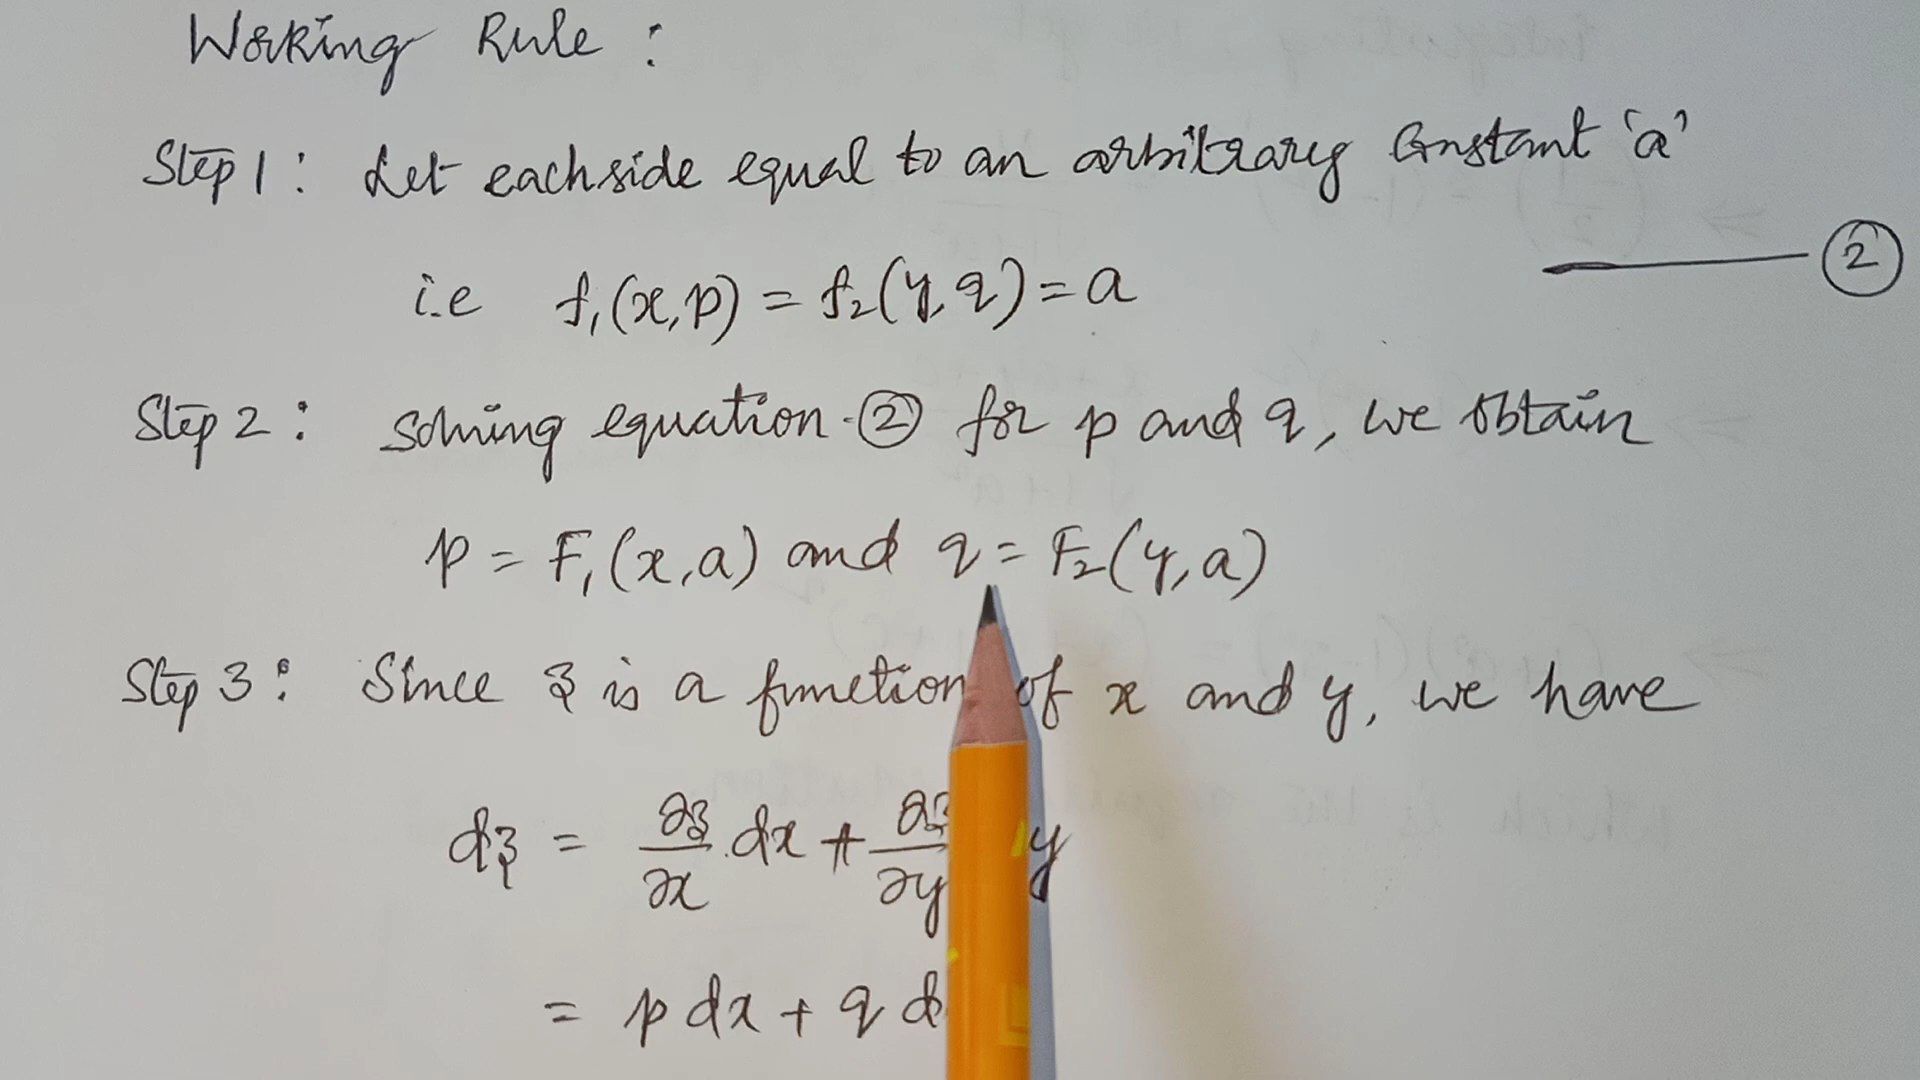 Working Rule :
Step 1 : Let each side equal to an arbitrary Constant 'a'
i.e f₁(x, p) = f₂(y, q) = a ——— ②
Step 2 : Solving equation - ② for p and q, we obtain
p = F₁(x, a) and q = F₂(y, a)
Step 3 : Since z is a function of x and y, we have
dz = ∂z/∂x . dx + ∂z/∂y y
= p dx + q d